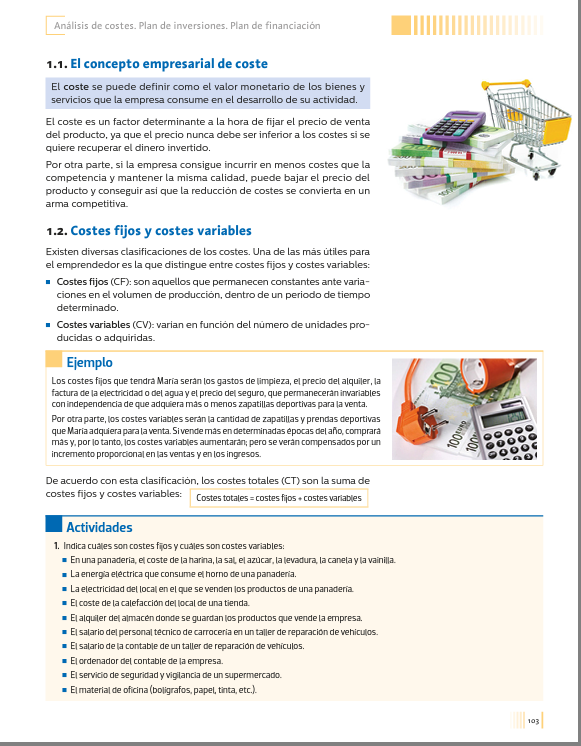 Análisis de costes. Plan de inversiones. Plan de financiación
1.1. El concepto empresarial de coste
El coste se puede definir como el valor monetario de los bienes y
servicios que la empresa consume en el desarrollo de su actividad.
El coste es un factor determinante a la hora de fijar el precio de venta
del producto, ya que el precio nunca debe ser inferior a los costes si se
quiere recuperar el dinero invertido.
Por otra parte, si la empresa consigue incurrir en menos costes que la
competencia y mantener la misma calidad, puede bajar el precio del
producto y conseguir así que la reducción de costes se convierta en un
arma competitiva.
1.2. Costes fijos y costes variables
Existen diversas clasificaciones de los costes. Una de las más útiles para
el emprendedor es la que distingue entre costes fijos y costes variables:
Costes fijos (CF): son aquellos que permanecen constantes ante varia-
ciones en el volumen de producción, dentro de un periodo de tiempo
determinado.
Costes variables (CV): varían en función del número de unidades pro-
ducidas o adquiridas.
Ejemplo
Los costes fijos que tendrá María serán los gastos de limpieza, el precio del alquiler, la
factura de la electricidad o del agua y el precio del seguro, que permanecerán invariables
con independencia de que adquiera más o menos zapatillas deportivas para la venta.
Por otra parte, los costes variables serán la cantidad de zapatillas y prendas deportivas
que María adquiera para la venta. Si vende más en determinadas épocas del año, comprará
más y, por lo tanto, los costes variables aumentarán; pero se verán compensados por un
incremento proporcional en las ventas y en los ingresos.
100
100
De acuerdo con esta clasificación, los costes totales (CT) son la suma de
costes fijos y costes variables:
Costes totales = costes fijos + costes variables
Actividades
1. Indica cuáles son costes fijos y cuáles son costes variables:
En una panadería, el coste de la harina, la sal, el azúcar, la levadura, la canela y la vainilla.
La energía eléctrica que consume el horno de una panadería.
La electricidad del local en el que se venden los productos de una panadería.
El coste de la calefacción del local de una tienda.
El alquiler del almacén donde se guardan los productos que vende la empresa.
El salario del personal técnico de carrocería en un taller de reparación de vehículos.
El salario de la contable de un taller de reparación de vehículos.
El ordenador del contable de la empresa.
El servicio de seguridad y vigilancia de un supermercado.
El material de oficina (bolígrafos, papel, tinta, etc.).
103